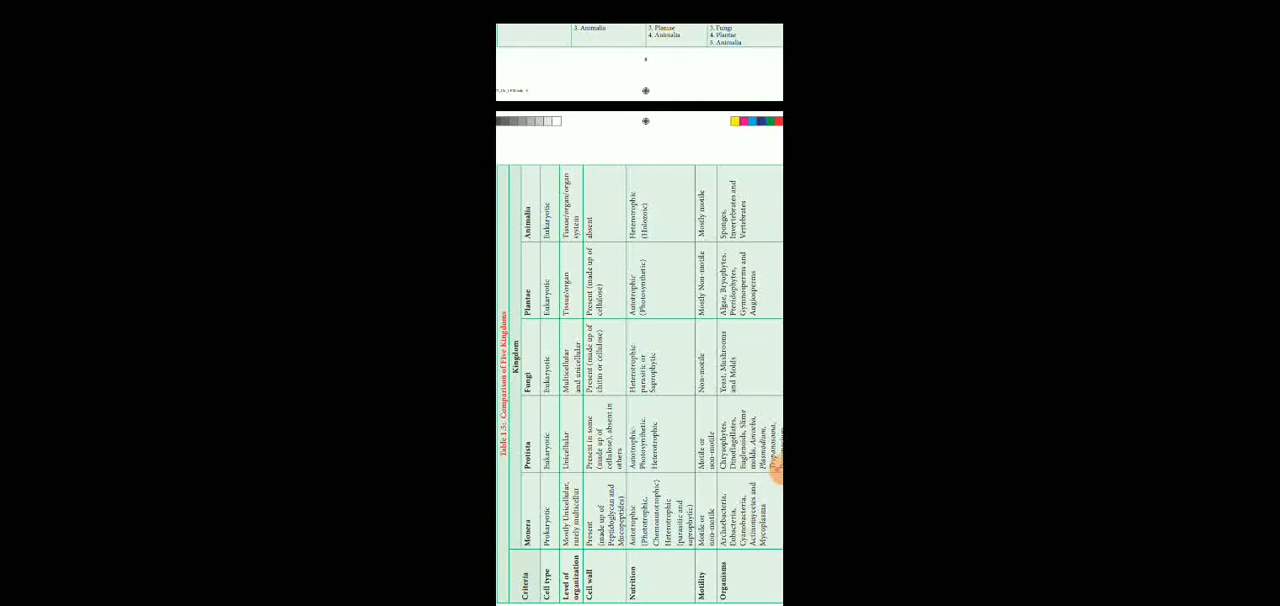 3. Animalia
3. Plantae
4. Animalia
3. Fungi
4. Plantae
5. Animalia
8
Table 1.5: Comparison of Five Kingdoms
Kingdom
Criteria
Monera
Protista
Fungi
Plantae
Animalia
Cell type
Prokaryotic
Eukaryotic
Eukaryotic
Eukaryotic
Eukaryotic
Level of
organization
Mostly Unicellular,
rarely multicellur
Unicellular
Multicellular
and unicellular
Tissue/organ
Tissue/organ/organ
system
Cell wall
Present
(made up of
Peptidoglycan and
Mucopeptides)
Present in some
(made up of
cellulose), absent in
others
Present (made up of
chitin or cellulose)
Present (made up of
cellulose)
absent
Nutrition
Autotrophic
(Phototrophic,
Chemoautotrophic)
Heterotrophic
(parasitic and
saprophytic)
Autotrophic-
Photosynthetic.
Heterotrophic
Heterotrophic
parasitic or
Saprophytic
Autotrophic
(Photosynthetic)
Heterotrophic
(Holozoic)
Motility
Motile or
non-motile
Motile or
non-motile
Non-motile
Mostly Non-motile
Mostly motile
Organisms
Archaebacteria,
Eubacteria,
Cyanobacteria,
Actinomycetes and
Mycoplasma
Chrysophytes,
Dinoflagellates,
Euglenoids, Slime
molds, Amoeba,
Plasmodium,
Trypanosoma,
Yeast, Mushrooms
and Molds
Algae, Bryophytes,
Pteridophytes,
Gymnosperms and
Angiosperms
Sponges,
Invertebrates and
Vertebrates